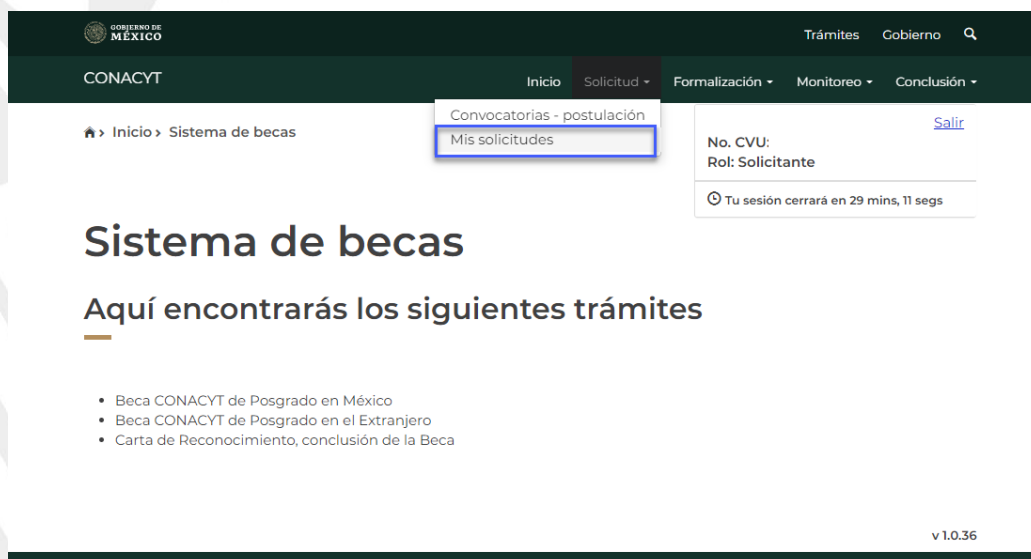 GOBIERNO DE
MÉXICO
Trámites Gobierno
CONACYT
Inicio Solicitud Formalización Monitoreo Conclusión
Convocatorias - postulación
Mis solicitudes
Inicio > Sistema de becas
Salir
No. CVU:
Rol: Solicitante
Tu sesión cerrará en 29 mins, 11 segs
Sistema de becas
Aquí encontrarás los siguientes trámites
• Beca CONACYT de Posgrado en México
• Beca CONACYT de Posgrado en el Extranjero
• Carta de Reconocimiento, conclusión de la Beca
v 1.0.36